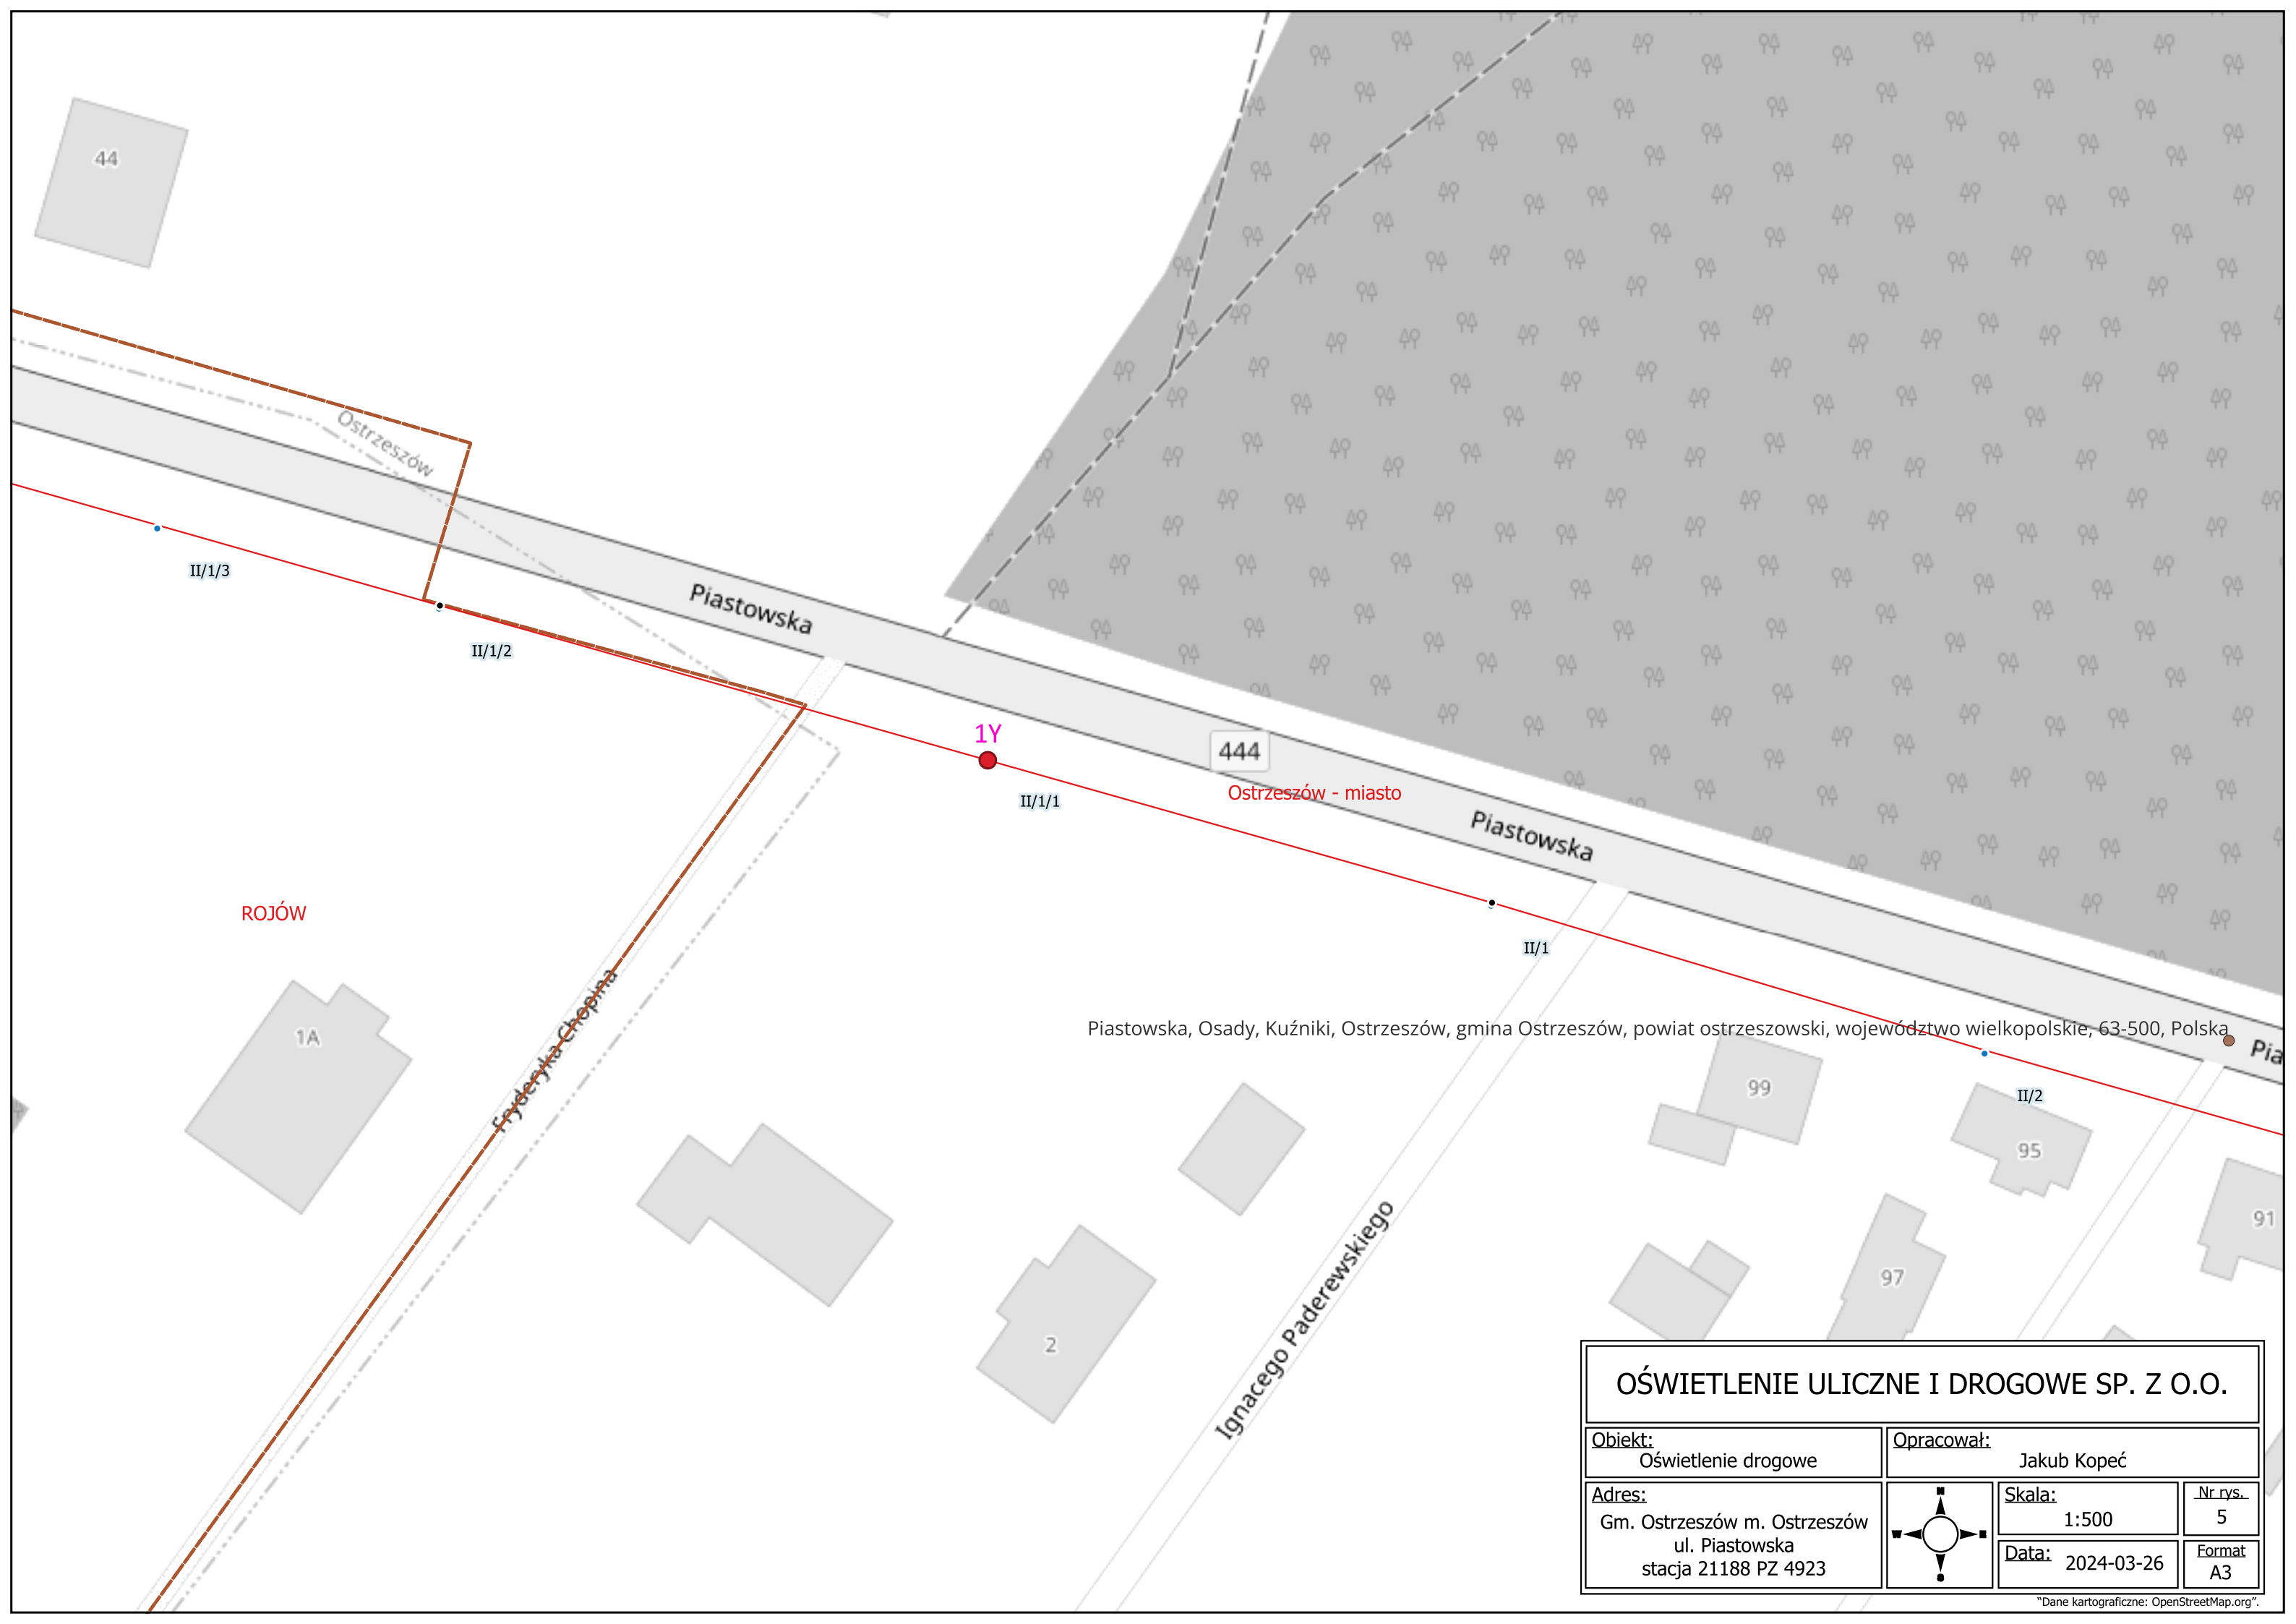 44
Ostrzeszów
II/1/3
Piastowska
II/1/2
1Y
444
Ostrzeszów - miasto
II/1/1
Piastowska
ROJÓW
II/1
Piastowska, Osady, Kuźniki, Ostrzeszów, gmina Ostrzeszów, powiat ostrzeszowski, województwo wielkopolskie, 63-500, Polska
Pia
1A
Fryderyka Chopina
99
II/2
95
91
97
2
Ignacego Paderewskiego
OŚWIETLENIE ULICZNE I DROGOWE SP. Z O.O.
Obiekt:
Oświetlenie drogowe
Opracował:
Jakub Kopeć
Adres:
Gm. Ostrzeszów m. Ostrzeszów
ul. Piastowska
stacja 21188 PZ 4923
N
W
E
S
Skala:
1:500
Nr rys.
5
Data:
2024-03-26
Format
A3
“Dane kartograficzne: OpenStreetMap.org”.